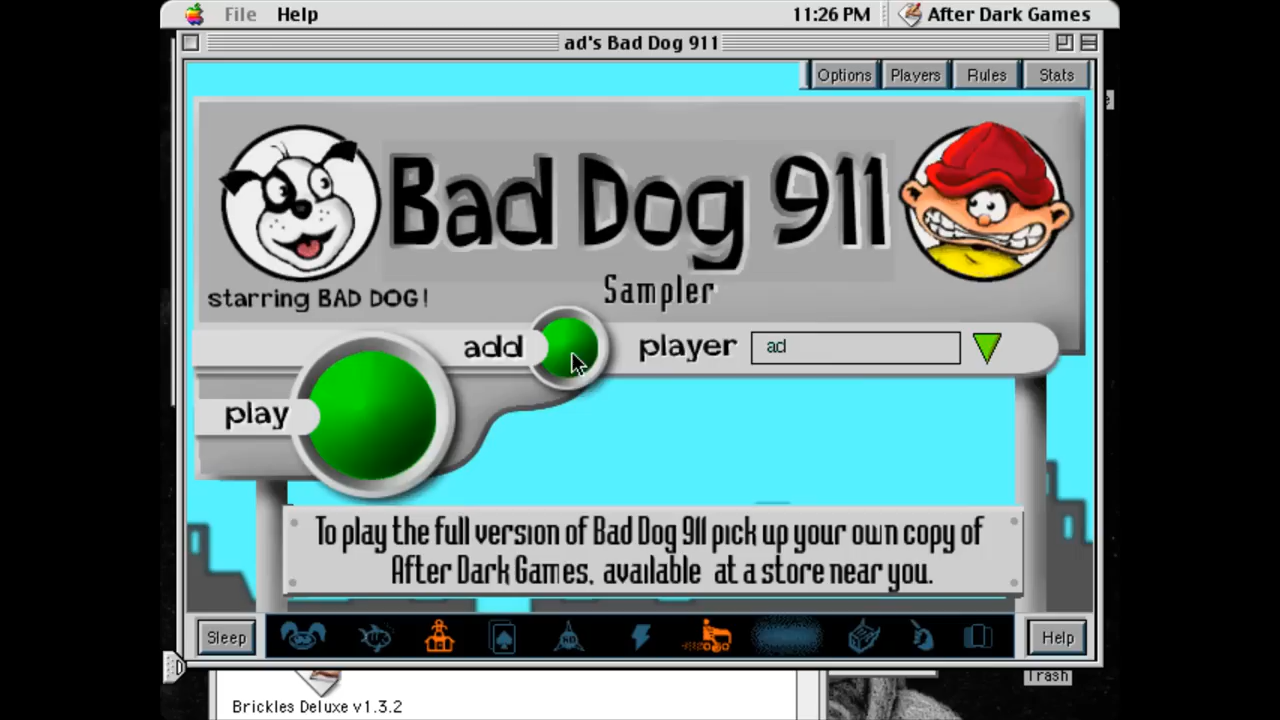 File Help 11:26 PM After Dark Games
ad's Bad Dog 911
Options Players Rules Stats
Bad Dog 911
starring BAD DOG!
Sampler
add player ad
play
To play the full version of Bad Dog 911 pick up your own copy of
After Dark Games, available at a store near you.
Sleep Help
Trash
Brickles Deluxe v1.3.2